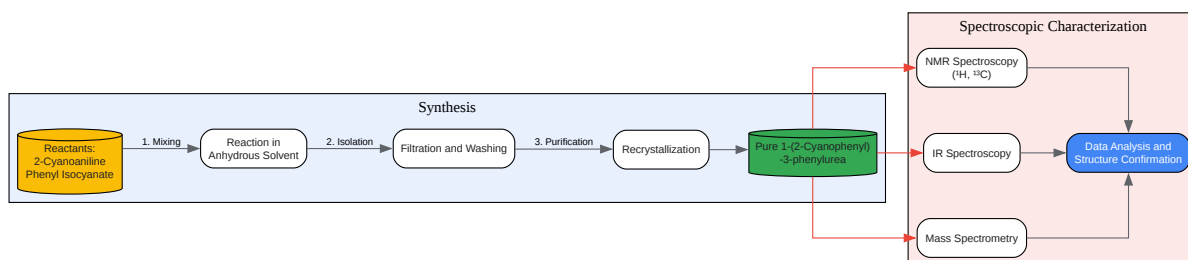 Spectroscopic Characterization
NMR Spectroscopy
(¹H, ¹³C)
Synthesis
Reactants:
2-Cyanoaniline
Phenyl Isocyanate
1. Mixing
Reaction in
Anhydrous Solvent
2. Isolation
Filtration and Washing
3. Purification
Recrystallization
Pure 1-(2-Cyanophenyl)
-3-phenylurea
IR Spectroscopy
Data Analysis and
Structure Confirmation
Mass Spectrometry